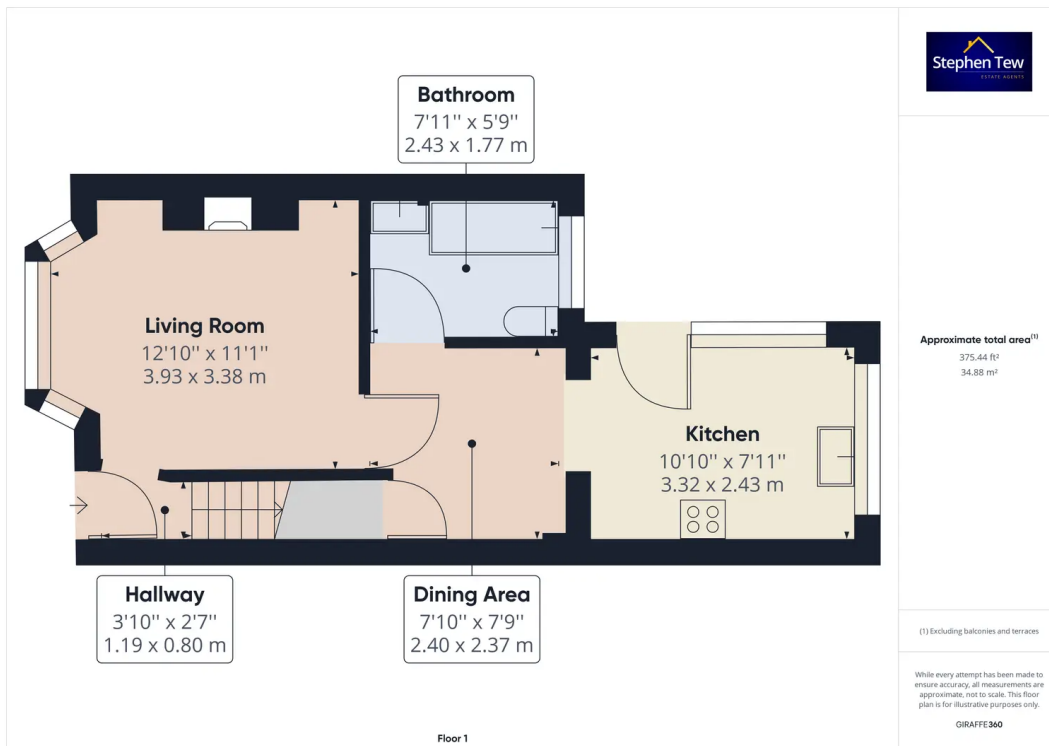 Stephen Tew
ESTATE AGENTS
Bathroom
7'11'' x 5'9''
2.43 x 1.77 m
Living Room
12'10'' x 11'1''
3.93 x 3.38 m
Kitchen
10'10'' x 7'11''
3.32 x 2.43 m
Hallway
3'10'' x 2'7''
1.19 x 0.80 m
Dining Area
7'10'' x 7'9''
2.40 x 2.37 m
Floor 1
Approximate total area(1)
375.44 ft²
34.88 m²
(1) Excluding balconies and terraces
While every attempt has been made to
ensure accuracy, all measurements are
approximate, not to scale. This floor
plan is for illustrative purposes only.
GIRAFFE360